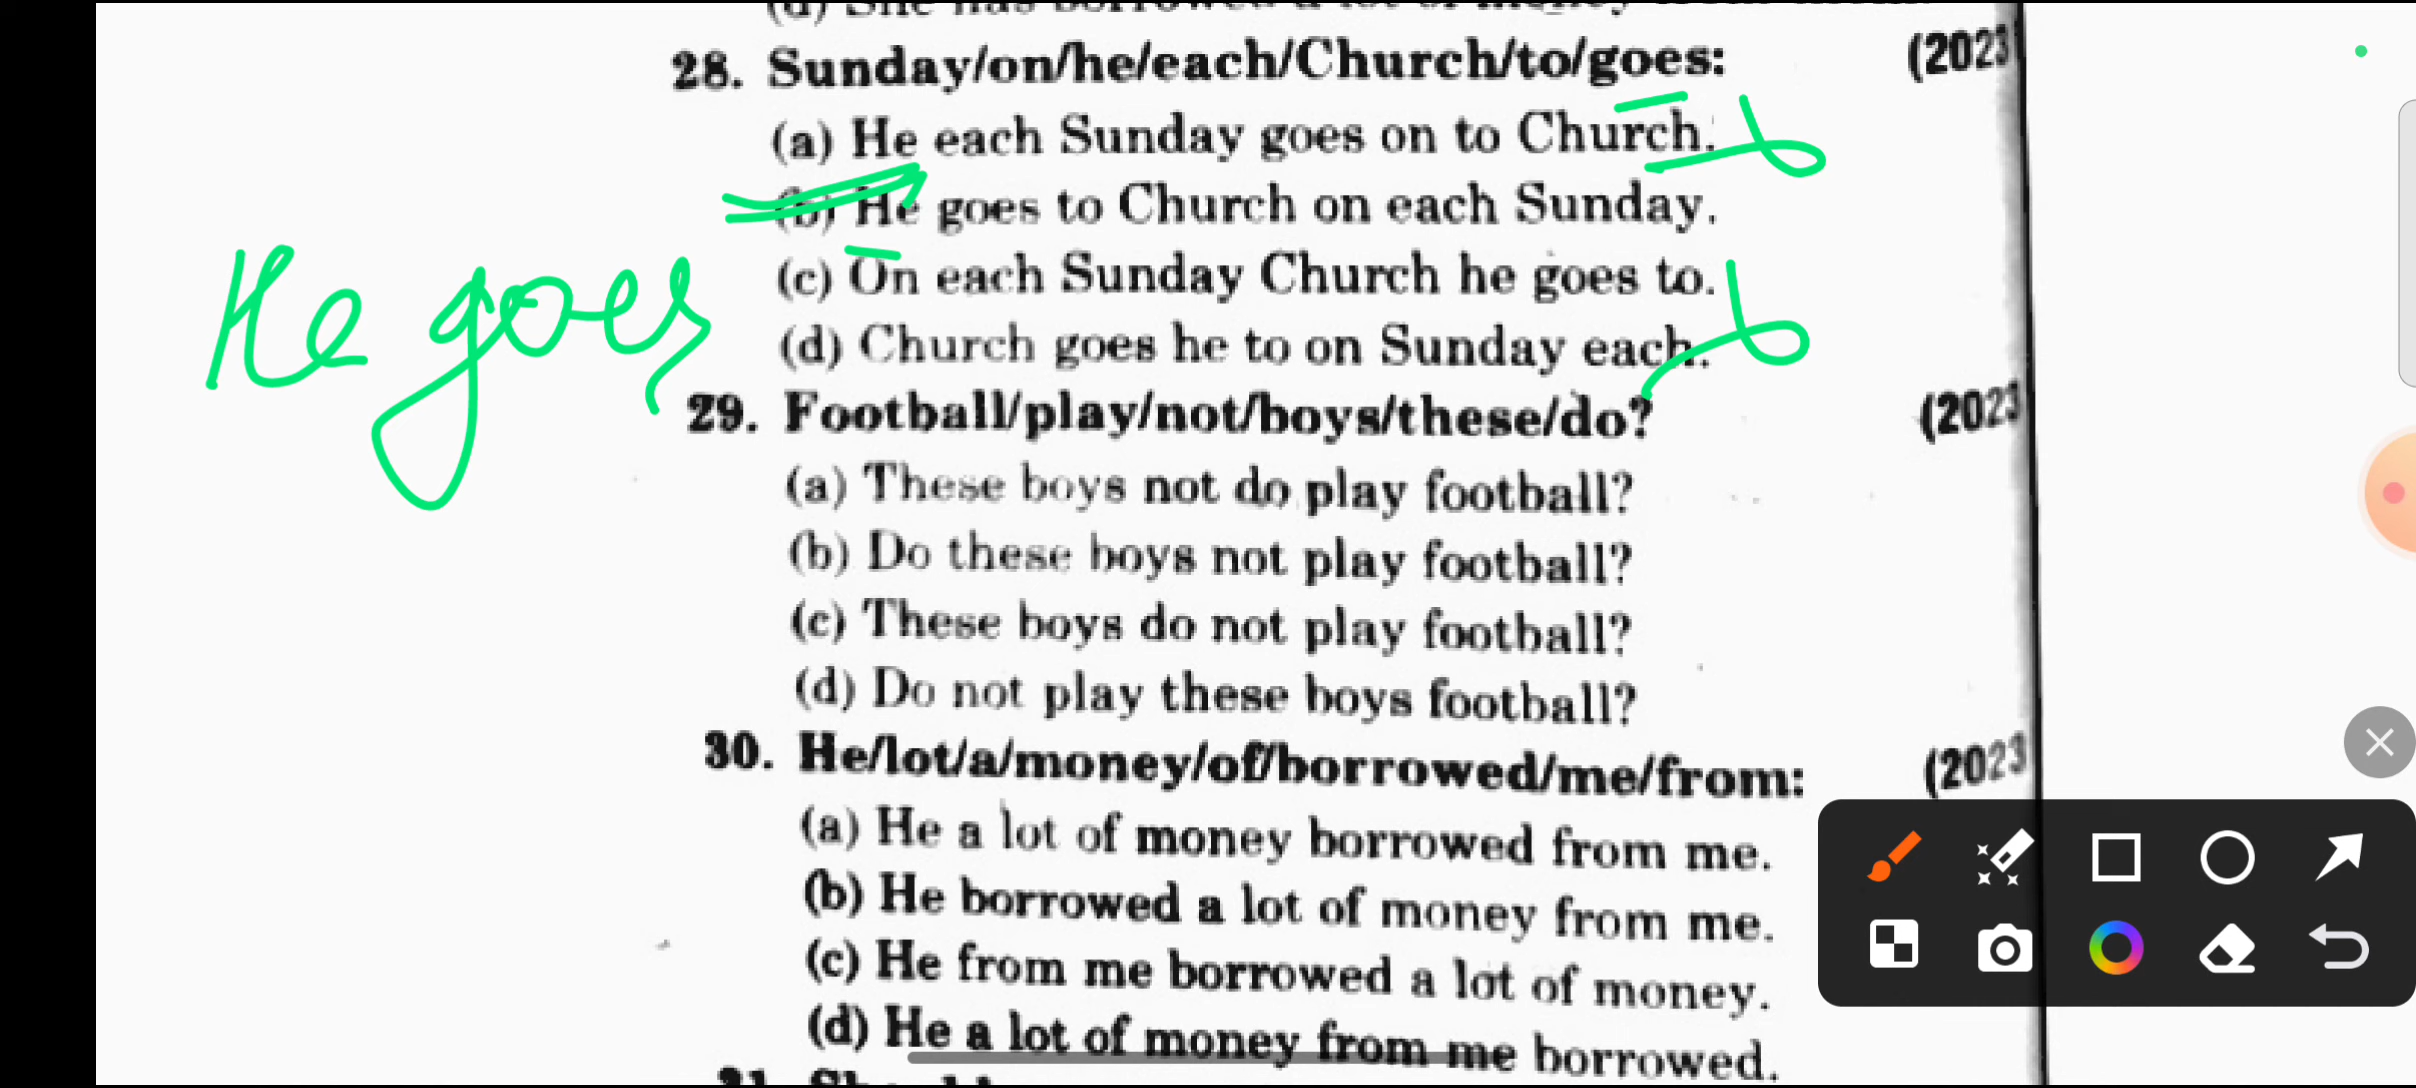 28. Sunday/on/he/each/Church/to/goes: (2023
(a) He each Sunday goes on to Church.
(b) He goes to Church on each Sunday.
He goes
(c) On each Sunday Church he goes to.
(d) Church goes he to on Sunday each.
29. Football/play/not/boys/these/do? (2023
(a) These boys not do play football?
(b) Do these boys not play football?
(c) These boys do not play football?
(d) Do not play these boys football?
30. He/lot/a/money/of/borrowed/me/from: (2023
(a) He a lot of money borrowed from me.
(b) He borrowed a lot of money from me.
(c) He from me borrowed a lot of money.
(d) He a lot of money from me borrowed.